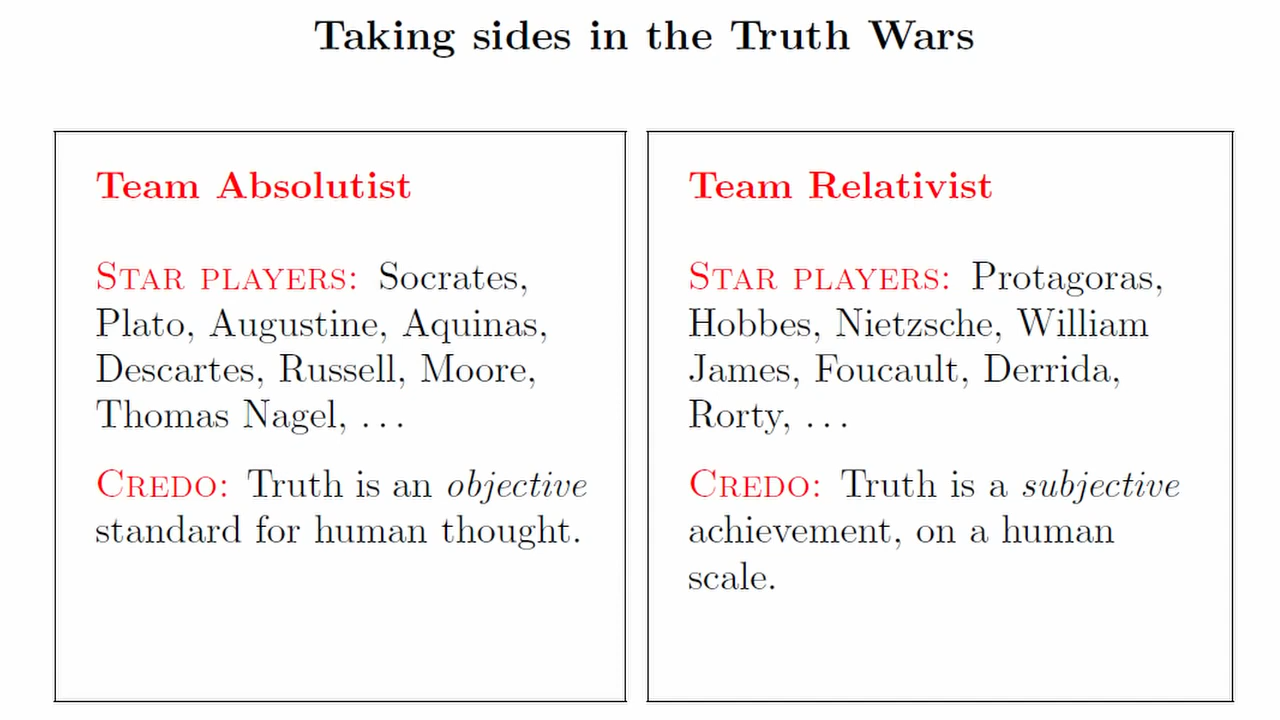 Taking sides in the Truth Wars
Team Absolutist
STAR PLAYERS: Socrates,
Plato, Augustine, Aquinas,
Descartes, Russell, Moore,
Thomas Nagel, ...
CREDO: Truth is an objective
standard for human thought.
Team Relativist
STAR PLAYERS: Protagoras,
Hobbes, Nietzsche, William
James, Foucault, Derrida,
Rorty, ...
CREDO: Truth is a subjective
achievement, on a human
scale.